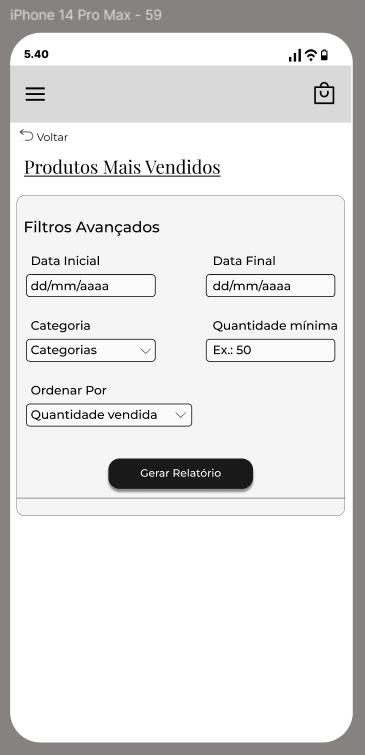 iPhone 14 Pro Max - 59
5.40
Voltar
Produtos Mais Vendidos
Filtros Avançados
Data Inicial Data Final
dd/mm/aaaa dd/mm/aaaa
Categoria Quantidade mínima
Categorias Ex.: 50
Ordenar Por
Quantidade vendida
Gerar Relatório